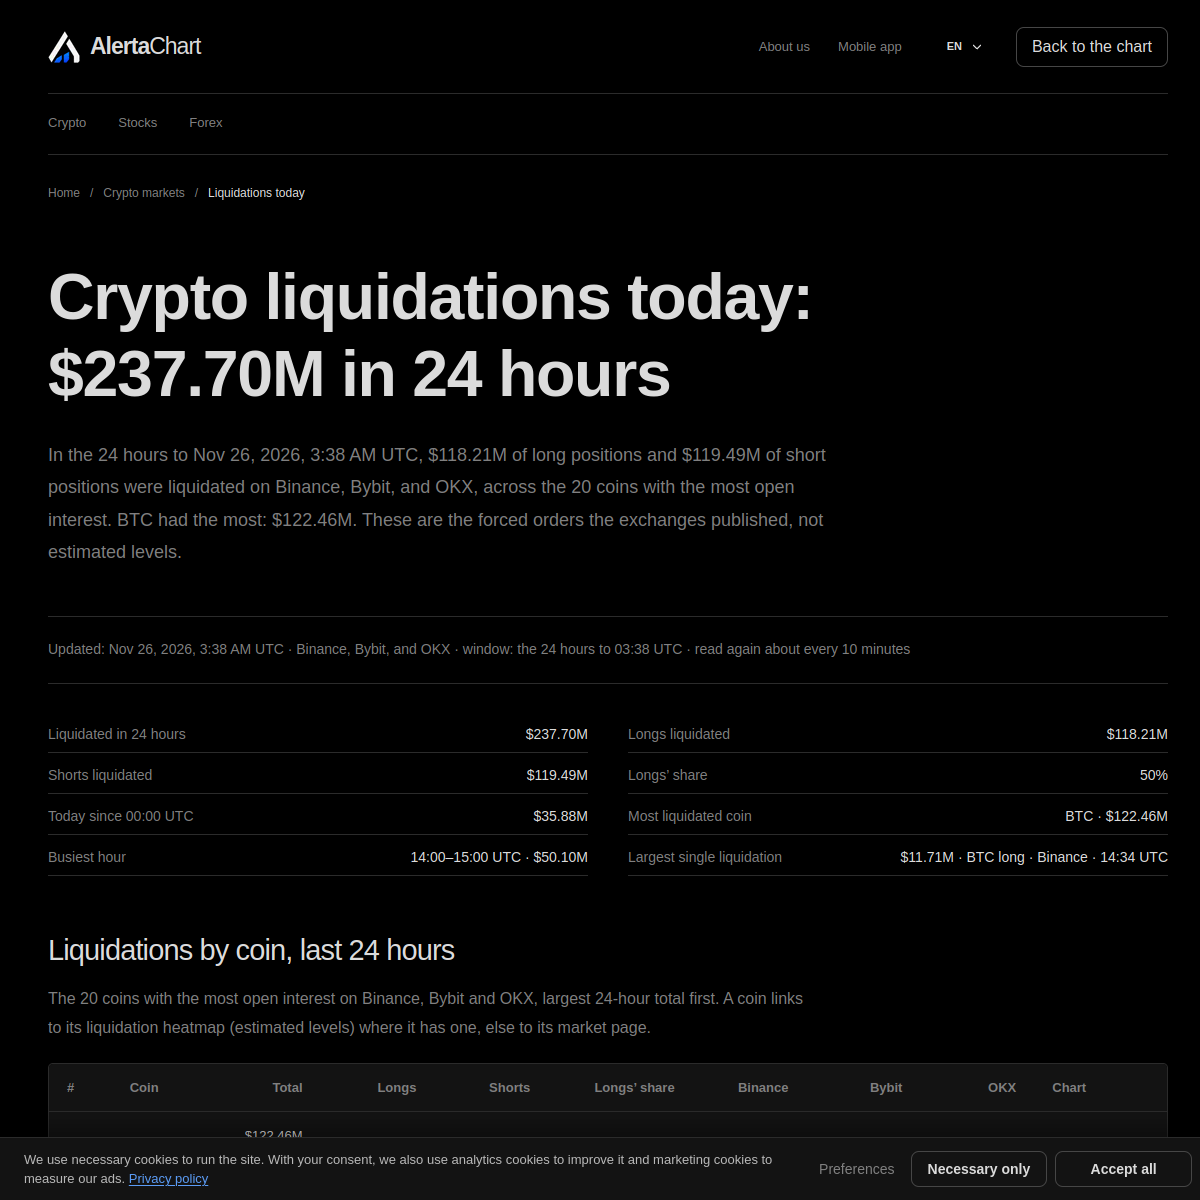 AlertaChart
About us
Mobile app
EN
Back to the chart
Crypto
Stocks
Forex
Home / Crypto markets / Liquidations today
Crypto liquidations today:
$237.70M in 24 hours
In the 24 hours to Nov 26, 2026, 3:38 AM UTC, $118.21M of long positions and $119.49M of short
positions were liquidated on Binance, Bybit, and OKX, across the 20 coins with the most open
interest. BTC had the most: $122.46M. These are the forced orders the exchanges published, not
estimated levels.
Updated: Nov 26, 2026, 3:38 AM UTC · Binance, Bybit, and OKX · window: the 24 hours to 03:38 UTC · read again about every 10 minutes
Liquidated in 24 hours $237.70M
Longs liquidated $118.21M
Shorts liquidated $119.49M
Longs’ share 50%
Today since 00:00 UTC $35.88M
Most liquidated coin BTC · $122.46M
Busiest hour 14:00–15:00 UTC · $50.10M
Largest single liquidation $11.71M · BTC long · Binance · 14:34 UTC
Liquidations by coin, last 24 hours
The 20 coins with the most open interest on Binance, Bybit and OKX, largest 24-hour total first. A coin links
to its liquidation heatmap (estimated levels) where it has one, else to its market page.
# Coin Total Longs Shorts Longs’ share Binance Bybit OKX Chart
$122.46M
We use necessary cookies to run the site. With your consent, we also use analytics cookies to improve it and marketing cookies to
measure our ads. Privacy policy
Preferences
Necessary only
Accept all